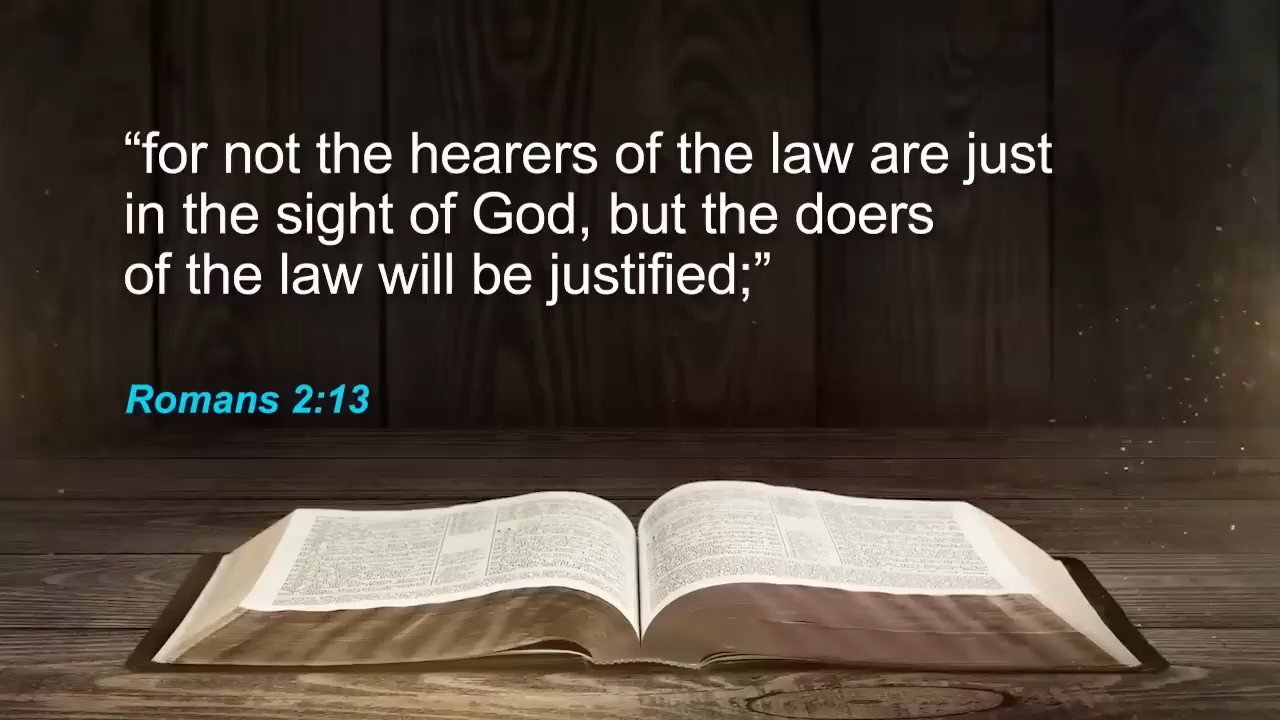 “for not the hearers of the law are just
in the sight of God, but the doers
of the law will be justified;”
Romans 2:13